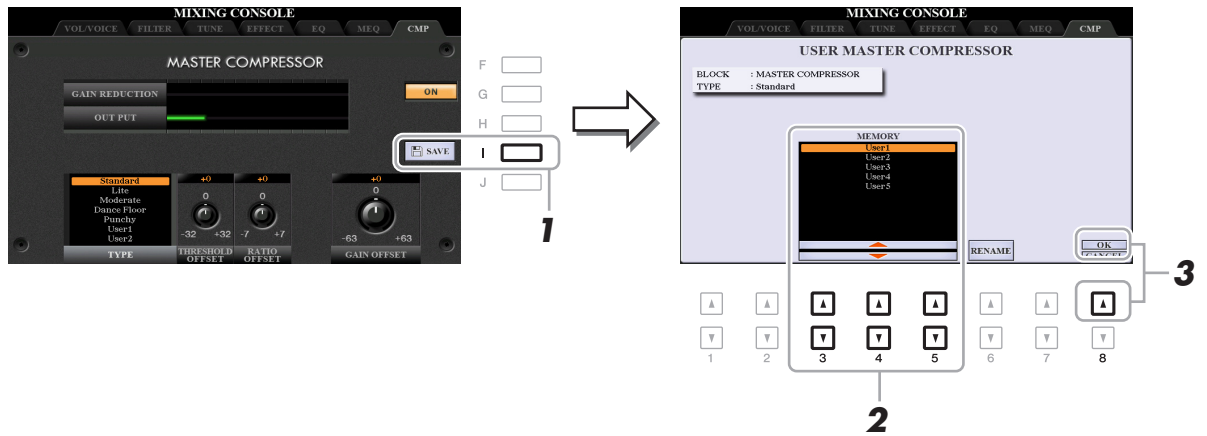 MIXING CONSOLE
VOL/VOICE FILTER TUNE EFFECT EQ MEQ CMP
MASTER COMPRESSOR
GAIN REDUCTION
OUT PUT
ON
SAVE
Standard
Lite
Moderate
Dance Floor
Punchy
User1
User2
TYPE
+0
0
-32 +32
THRESHOLD
OFFSET
+0
0
-7 +7
RATIO
OFFSET
+0
0
-63 +63
GAIN OFFSET
F
G
H
I
J
1
MIXING CONSOLE
VOL/VOICE FILTER TUNE EFFECT EQ MEQ CMP
USER MASTER COMPRESSOR
BLOCK : MASTER COMPRESSOR
TYPE : Standard
MEMORY
User1
User2
User3
User4
User5
RENAME
OK
CANCEL
3
1 2 3 4 5 6 7 8
2